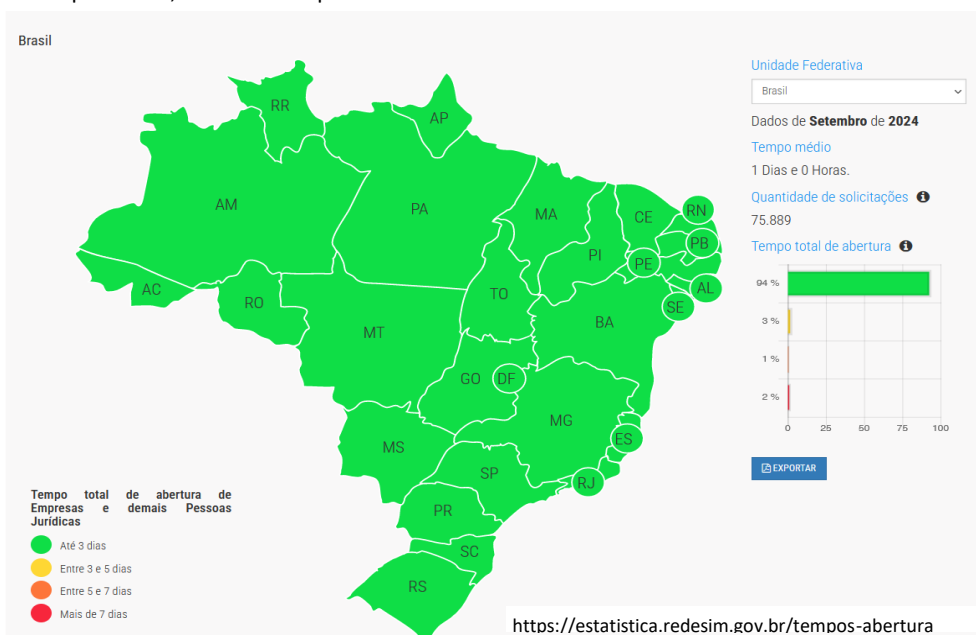 Brasil
Unidade Federativa
Brasil
Dados de Setembro de 2024
Tempo médio
1 Dias e 0 Horas.
Quantidade de solicitações
75.889
Tempo total de abertura
94 %
3 %
1 %
2 %
0 25 50 75 100
EXPORTAR
RR
AP
AM
PA
MA
CE
RN
PB
PI
PE
AC
RO
TO
AL
SE
MT
BA
GO
DF
MG
MS
ES
SP
RJ
PR
SC
RS
Tempo total de abertura de
Empresas e demais Pessoas
Jurídicas
Até 3 dias
Entre 3 e 5 dias
Entre 5 e 7 dias
Mais de 7 dias
https://estatistica.redesim.gov.br/tempos-abertura